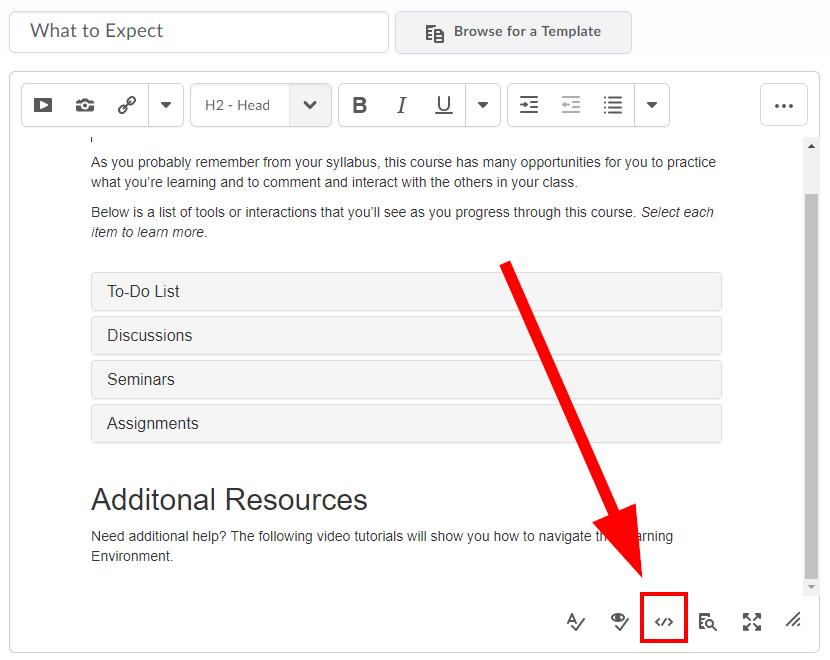 What to Expect
Browse for a Template
H2 - Head
B I U
As you probably remember from your syllabus, this course has many opportunities for you to practice
what you're learning and to comment and interact with the others in your class.
Below is a list of tools or interactions that you'll see as you progress through this course. Select each
item to learn more.
To-Do List
Discussions
Seminars
Assignments
Additonal Resources
Need additional help? The following video tutorials will show you how to navigate
Environment.